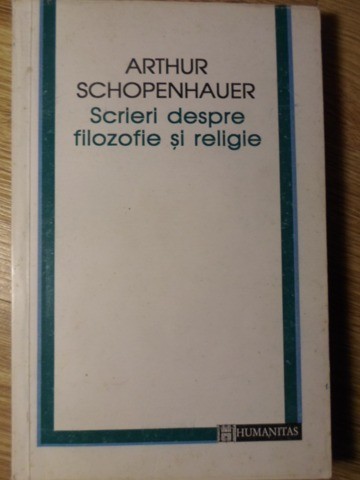 ARTHUR
SCHOPENHAUER
Scrieri despre
filozofie și religie
HUMANITAS